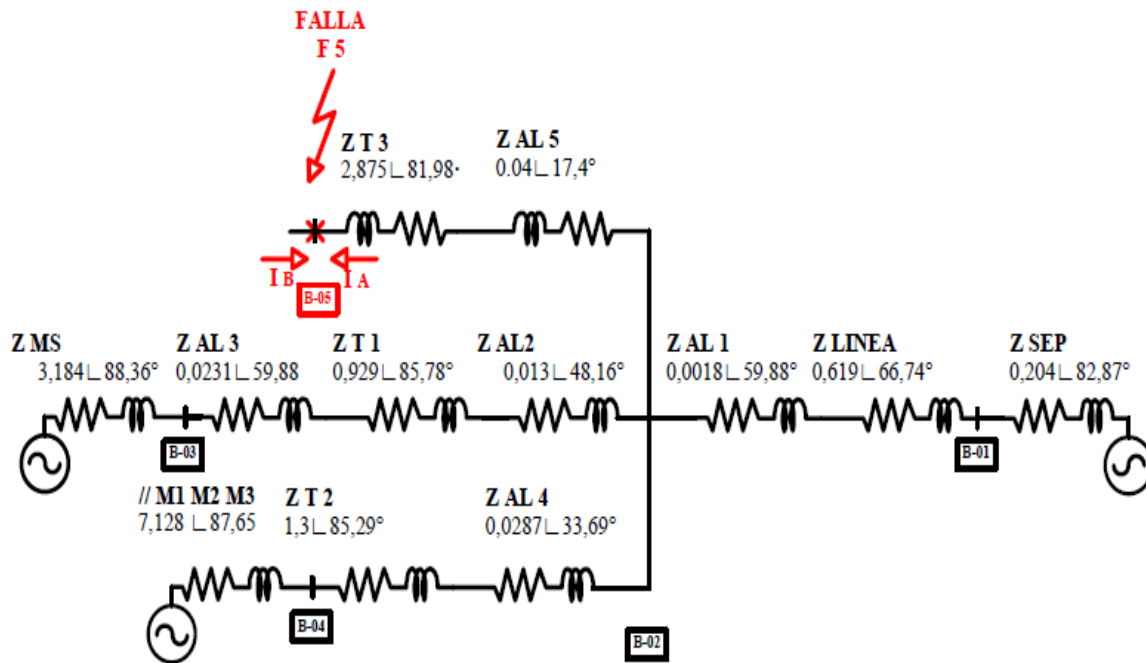 FALLA
F 5
Z T 3
2,875∟81,98·
Z AL 5
0.04∟17,4°
I B
I A
B-05
Z MS
3,184∟88,36°
Z AL 3
0,0231∟59,88
Z T 1
0,929∟85,78°
Z AL2
0,013∟48,16°
Z AL 1
0,0018∟59,88°
Z LINEA
0,619∟66,74°
Z SEP
0,204∟82,87°
B-03
B-01
// M1 M2 M3
7,128 ∟87,65
Z T 2
1,3∟85,29°
Z AL 4
0,0287∟33,69°
B-04
B-02